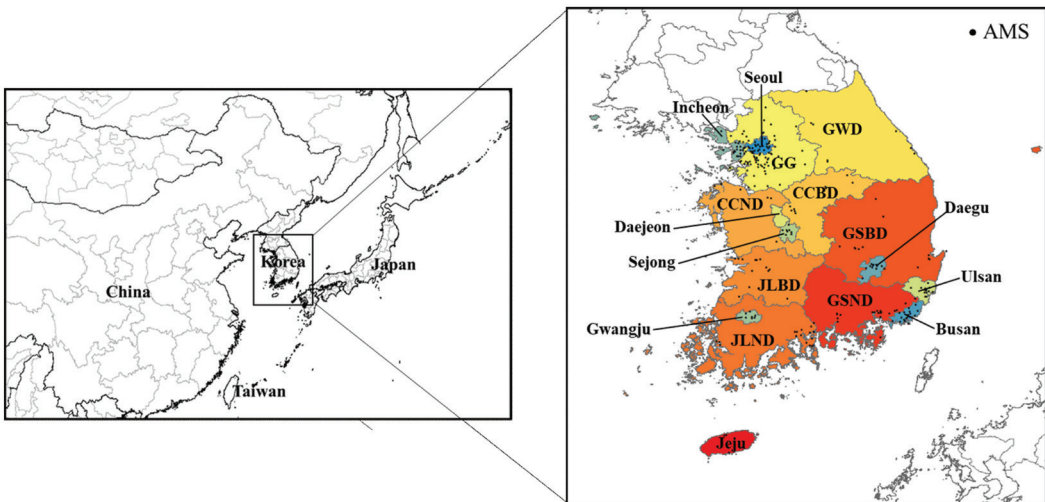 China
Korea
Japan
Taiwan
• AMS
Seoul
Incheon
GWD
GG
CCBD
CCND
Daegu
Daejeon
GSBD
Sejong
Ulsan
JLBD
GSND
Gwangju
Busan
JLND
Jeju